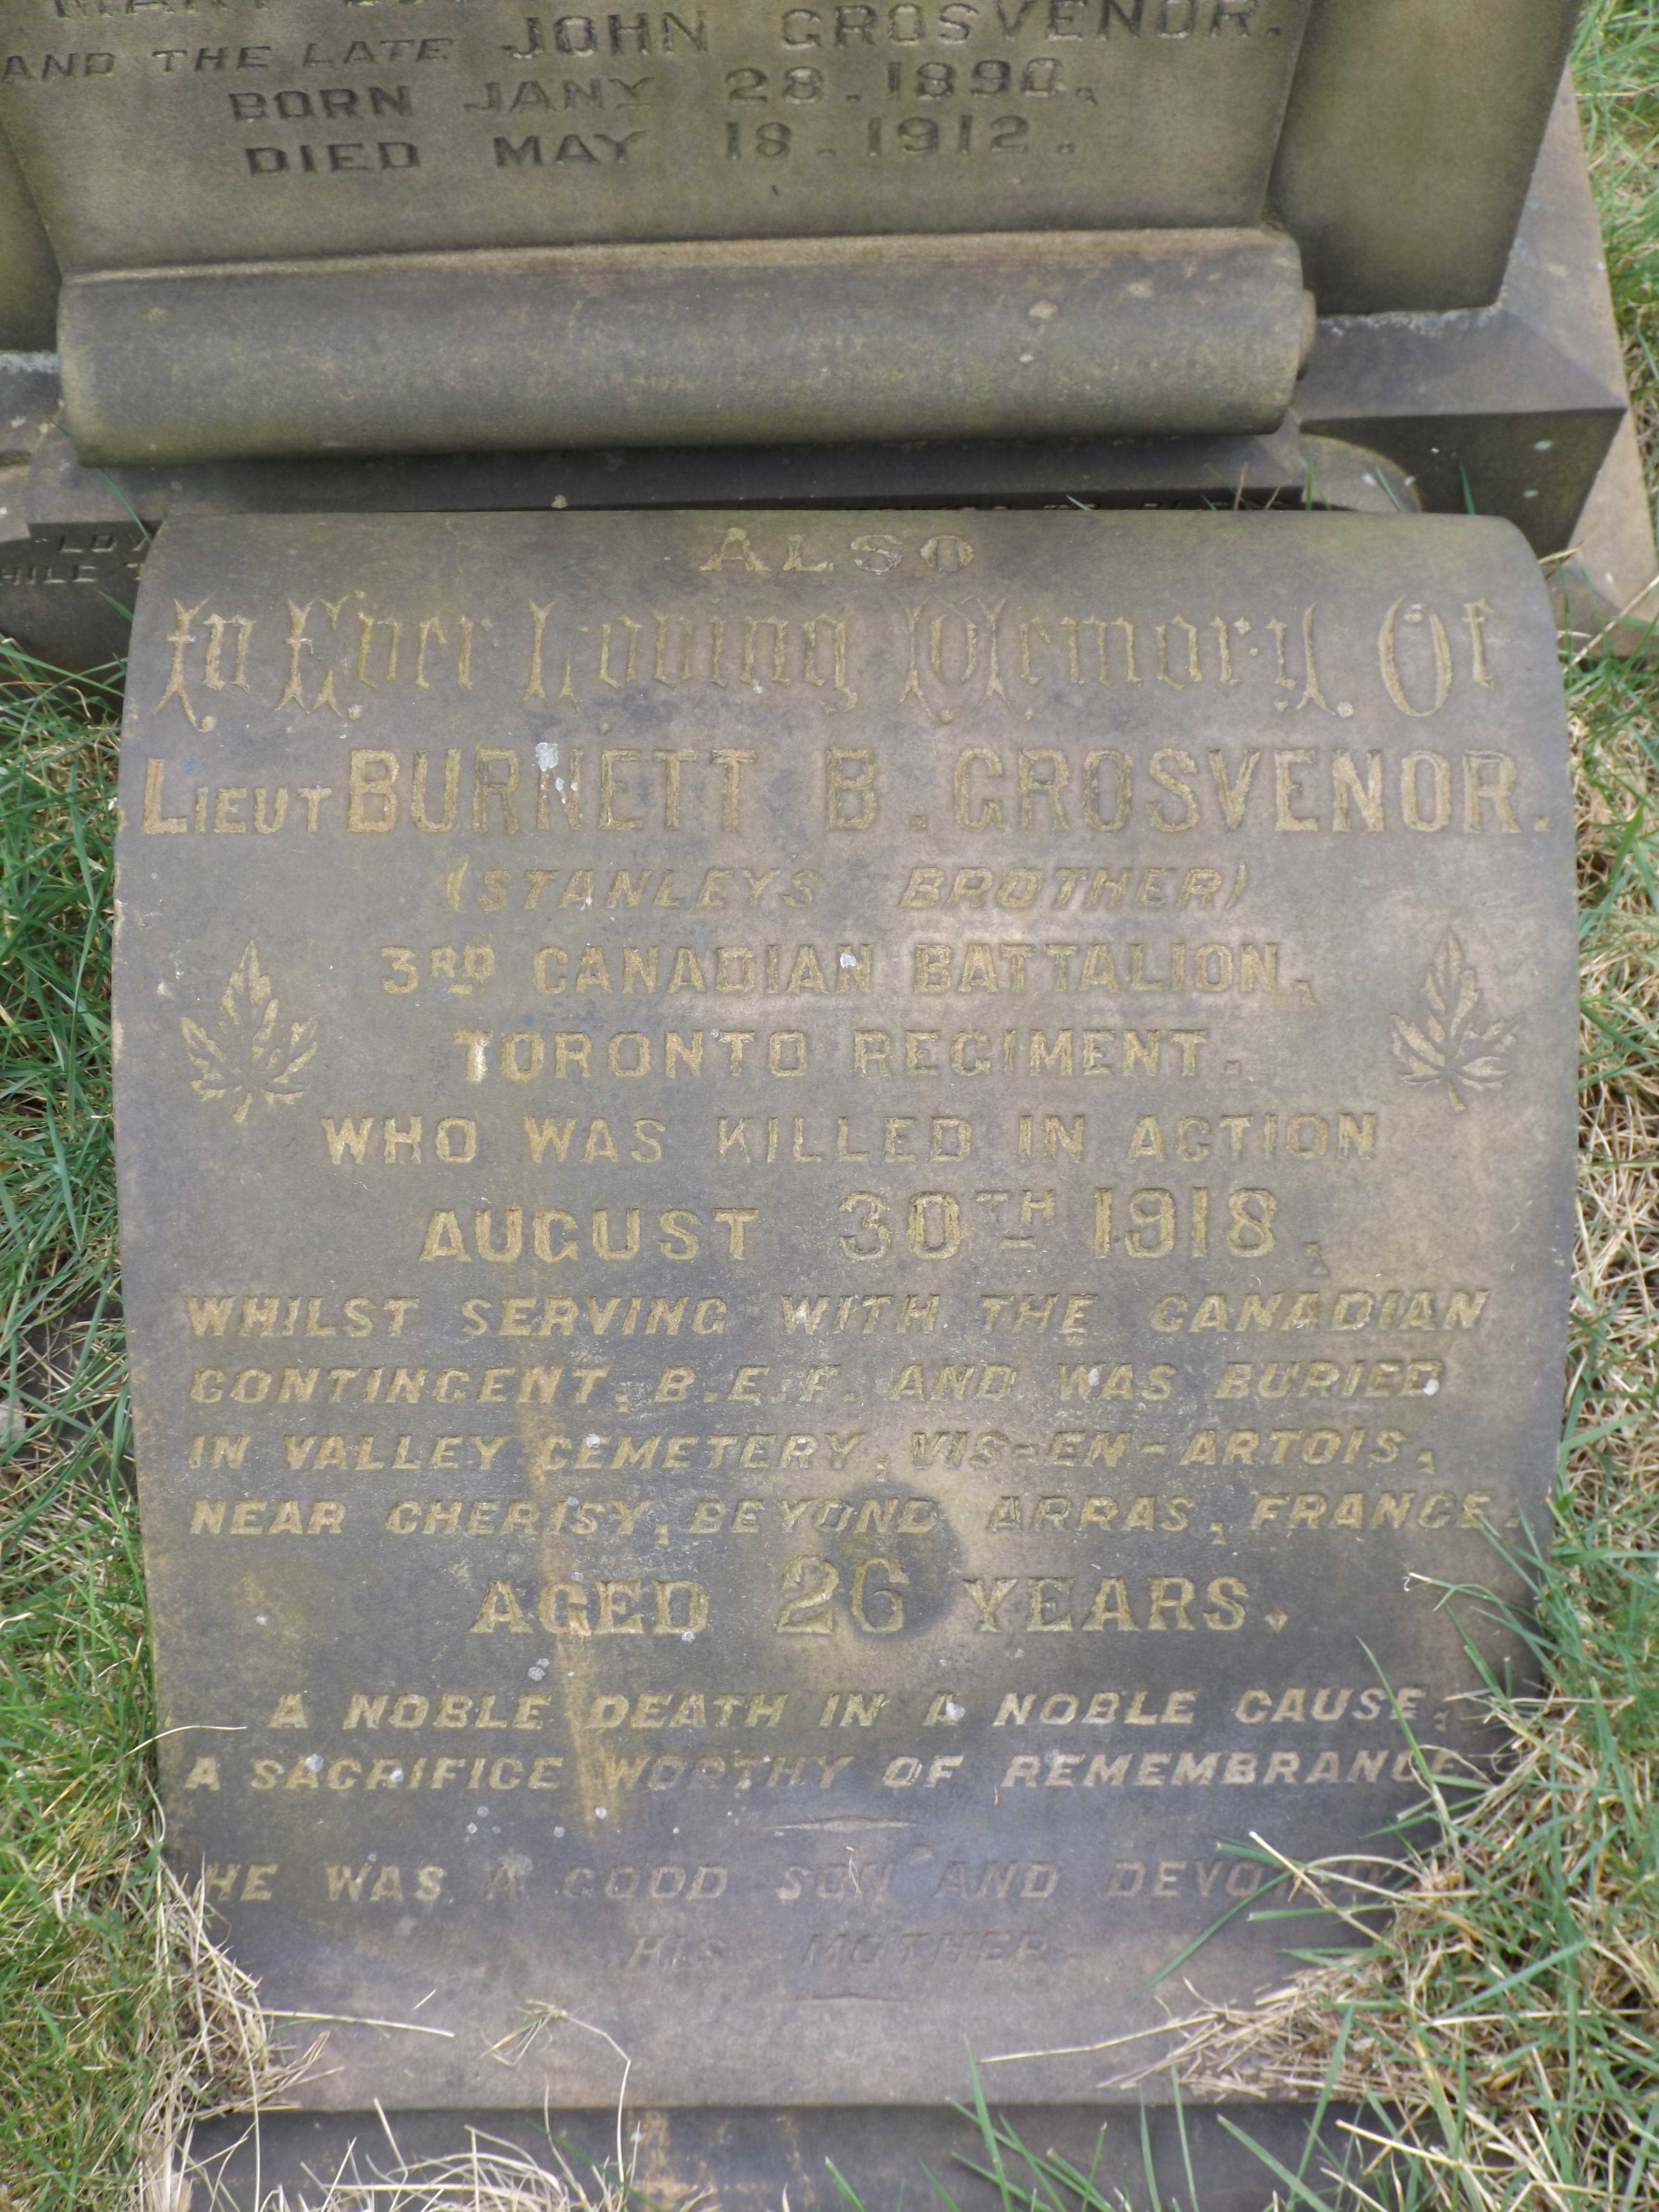 AND THE LATE JOHN GROSVENOR.
BORN JANY 28. 1890,
DIED MAY 18. 1912.
ALSO
In Ever Loving Memory Of
LIEUT BURNETT B. GROSVENOR.
(STANLEYS BROTHER)
3RD CANADIAN BATTALION,
TORONTO REGIMENT.
WHO WAS KILLED IN ACTION
AUGUST 30TH 1918,
WHILST SERVING WITH THE CANADIAN
CONTINGENT, B.E.F. AND WAS BURIED
IN VALLEY CEMETERY, VIS-EN-ARTOIS,
NEAR CHERISY, BEYOND ARRAS, FRANCE.
AGED 26 YEARS.
A NOBLE DEATH IN A NOBLE CAUSE,
A SACRIFICE WORTHY OF REMEMBRANCE
HE WAS A GOOD SON AND
HIS MOTHER